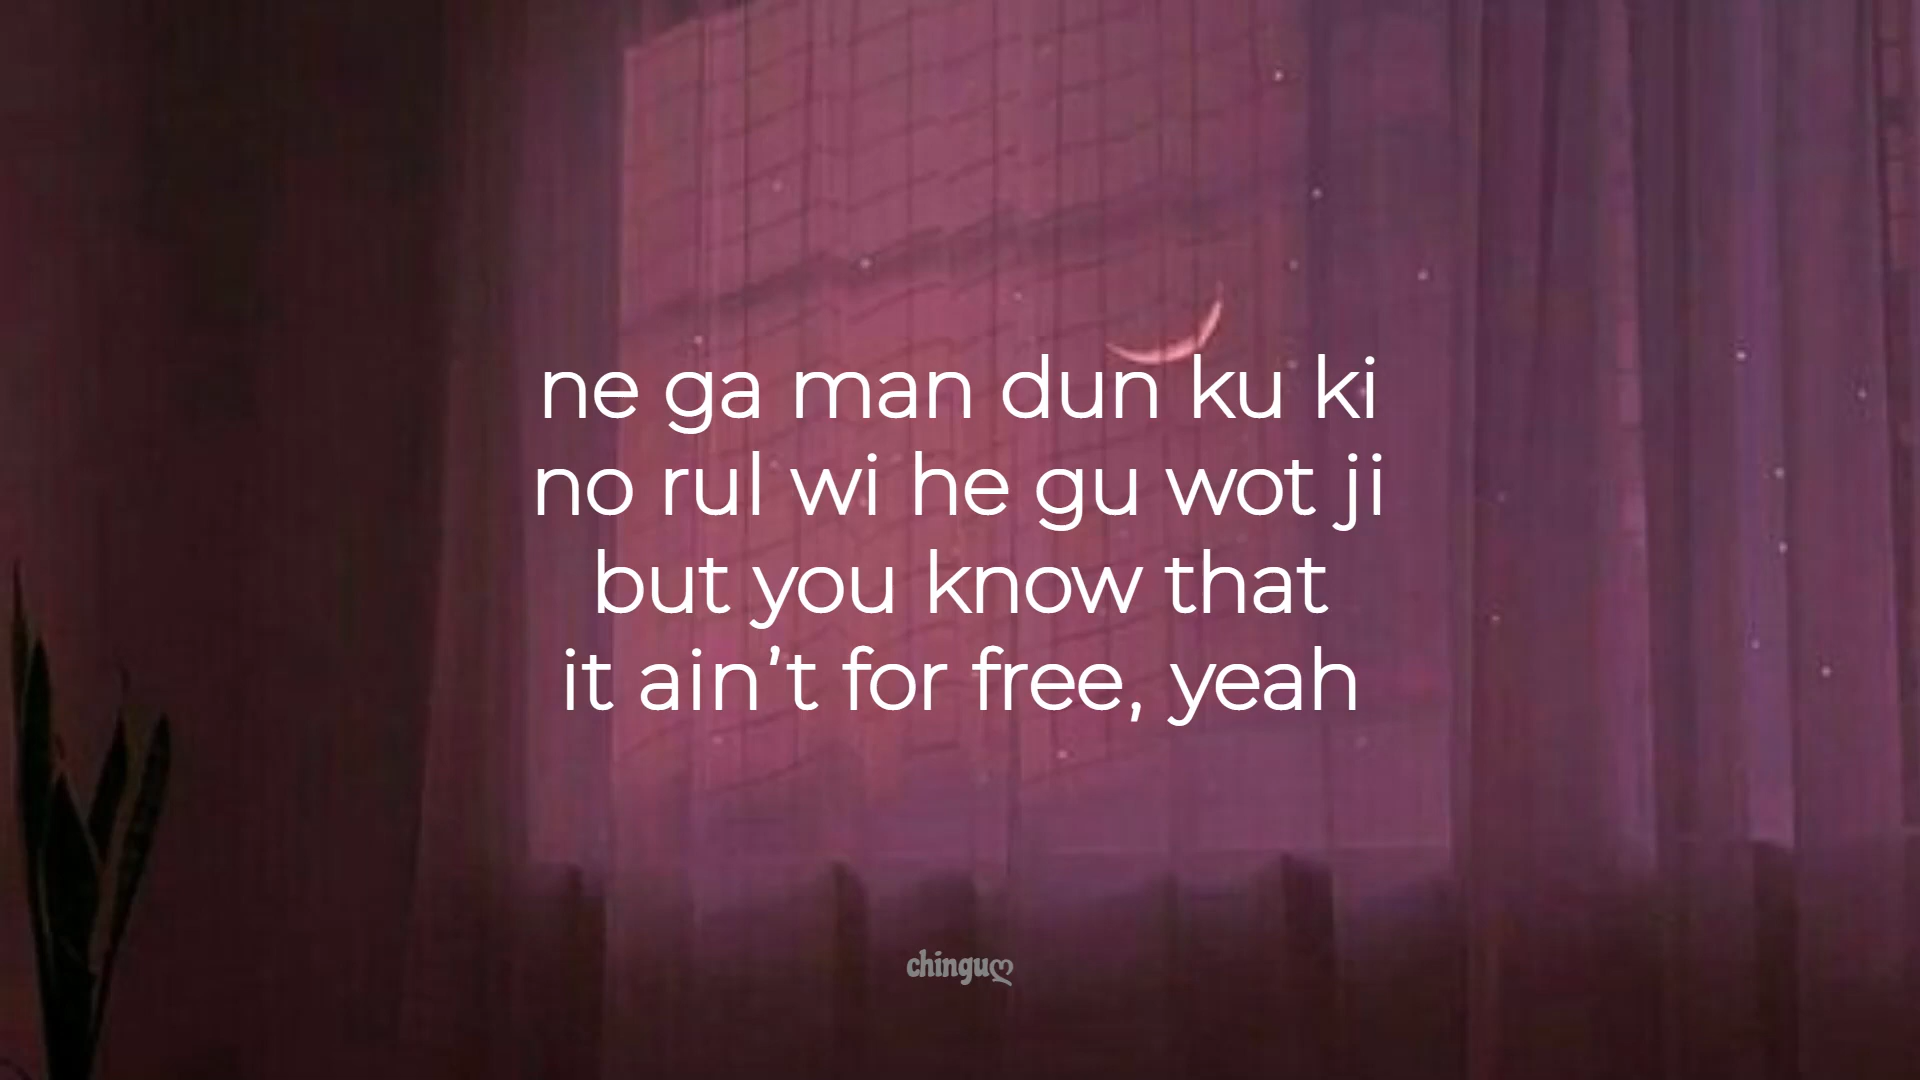 ne ga man dun ku ki
no rul wi he gu wot ji
but you know that
it ain't for free, yeah
chinguღ